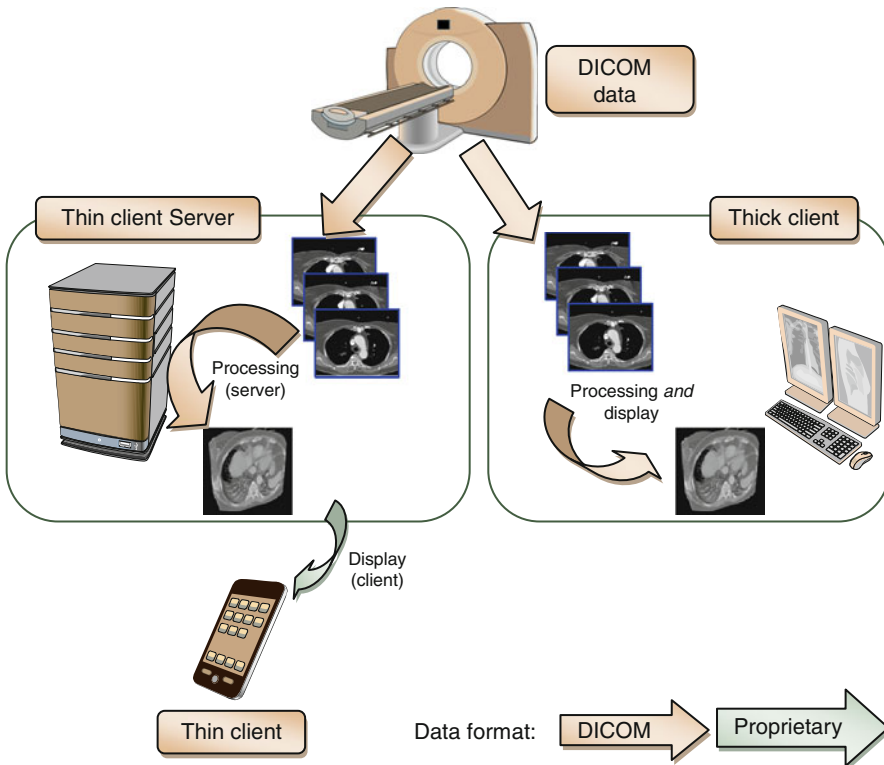 DICOM
data
Thin client Server
Thick client
Processing
(server)
Processing and
display
Display
(client)
Thin client
Data format:
DICOM
Proprietary